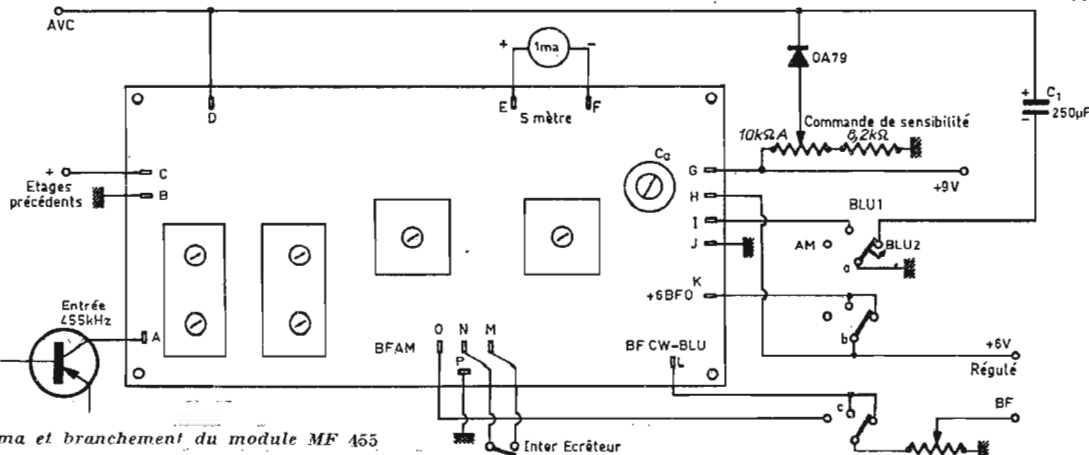 AVC
+ 1ma -
OA79
C1
+
-
250µF
D
E
F
S mètre
Commande de sensibilité
10kΩA
8,2kΩ
Ca
G
+9V
+
C
Etages
précédents
B
H
I
BLU1
AM
BLU2
a
J
K
+6BFO
b
+6V
Régulé
Entrée
455kHz
A
O N M
BFAM
P
BF CW-BLU
L
c
BF
Inter Ecrêteur
ma et branchement du module MF 455